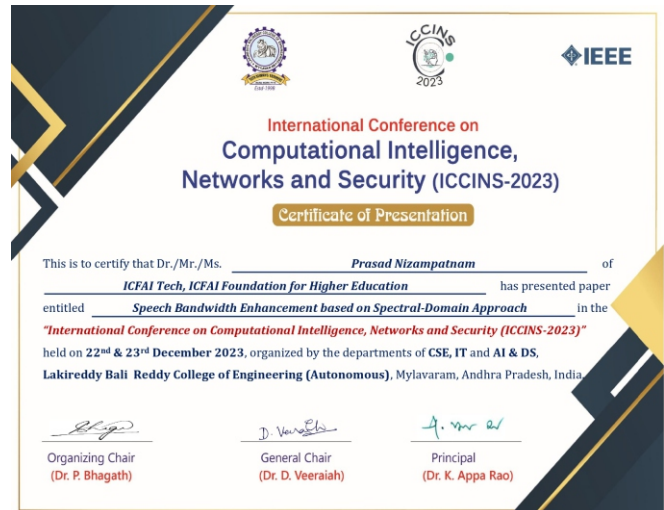 ICCINS
2023
Estd-1998
IEEE
International Conference on
Computational Intelligence,
Networks and Security (ICCINS-2023)
Certificate of Presentation
This is to certify that Dr./Mr./Ms. Prasad Nizampatnam of
ICFAI Tech, ICFAI Foundation for Higher Education has presented paper
entitled Speech Bandwidth Enhancement based on Spectral-Domain Approach in the
"International Conference on Computational Intelligence, Networks and Security (ICCINS-2023)"
held on 22nd & 23rd December 2023, organized by the departments of CSE, IT and AI & DS,
Lakireddy Bali Reddy College of Engineering (Autonomous), Mylavaram, Andhra Pradesh, India.
Organizing Chair
(Dr. P. Bhagath)
General Chair
(Dr. D. Veeraiah)
Principal
(Dr. K. Appa Rao)